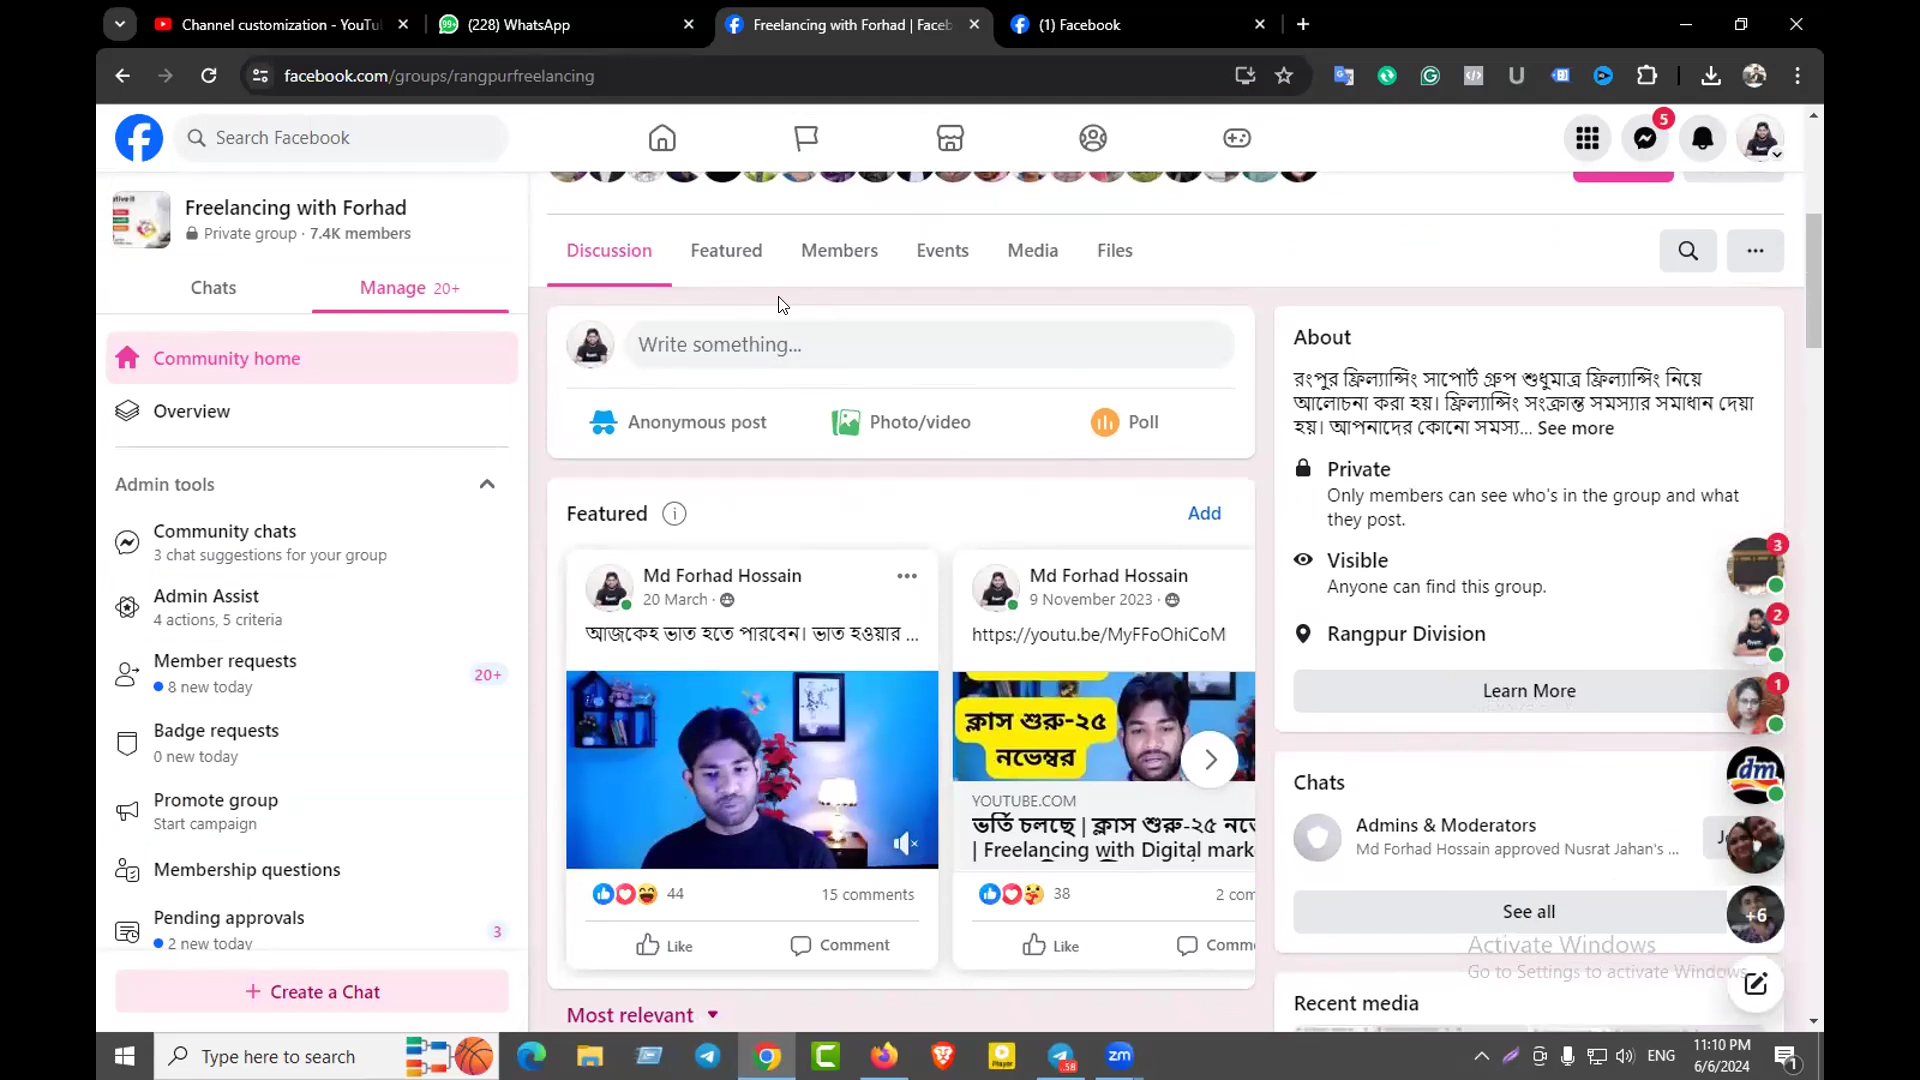 Channel customization - YouTu
(228) WhatsApp
Freelancing with Forhad | Faceb
(1) Facebook
facebook.com/groups/rangpurfreelancing
Search Facebook
5
Freelancing with Forhad
Private group · 7.4K members
Chats
Manage 20+
Community home
Overview
Admin tools
Community chats
3 chat suggestions for your group
Admin Assist
4 actions, 5 criteria
Member requests
8 new today
20+
Badge requests
0 new today
Promote group
Start campaign
Membership questions
Pending approvals
2 new today
3
+ Create a Chat
Discussion
Featured
Members
Events
Media
Files
Write something...
Anonymous post
Photo/video
Poll
Featured
Add
Md Forhad Hossain
20 March
আজকেহ ভাত হতে পারবেন। ভাত হওয়ার ...
44
15 comments
Like
Comment
Md Forhad Hossain
9 November 2023
https://youtu.be/MyFFoOhiCoM
ক্লাস শুরু-২৫
নভেম্বর
YOUTUBE.COM
ভর্তি চলছে | ক্লাস শুরু-২৫ নভে
| Freelancing with Digital mark
38
2 com
Like
Comm
Most relevant
About
রংপুর ফ্রিল্যান্সিং সাপোর্ট গ্রুপ শুধুমাত্র ফ্রিল্যান্সিং নিয়ে
আলোচনা করা হয়। ফ্রিল্যান্সিং সংক্রান্ত সমস্যার সমাধান দেয়া
হয়। আপনাদের কোনো সমস্য... See more
Private
Only members can see who's in the group and what
they post.
Visible
Anyone can find this group.
Rangpur Division
Learn More
Chats
Admins & Moderators
Md Forhad Hossain approved Nusrat Jahan's ...
See all
3
2
1
dm
+6
Activate Windows
Go to Settings to activate Windows.
Recent media
Type here to search
58
zm
ENG
11:10 PM
6/6/2024
1